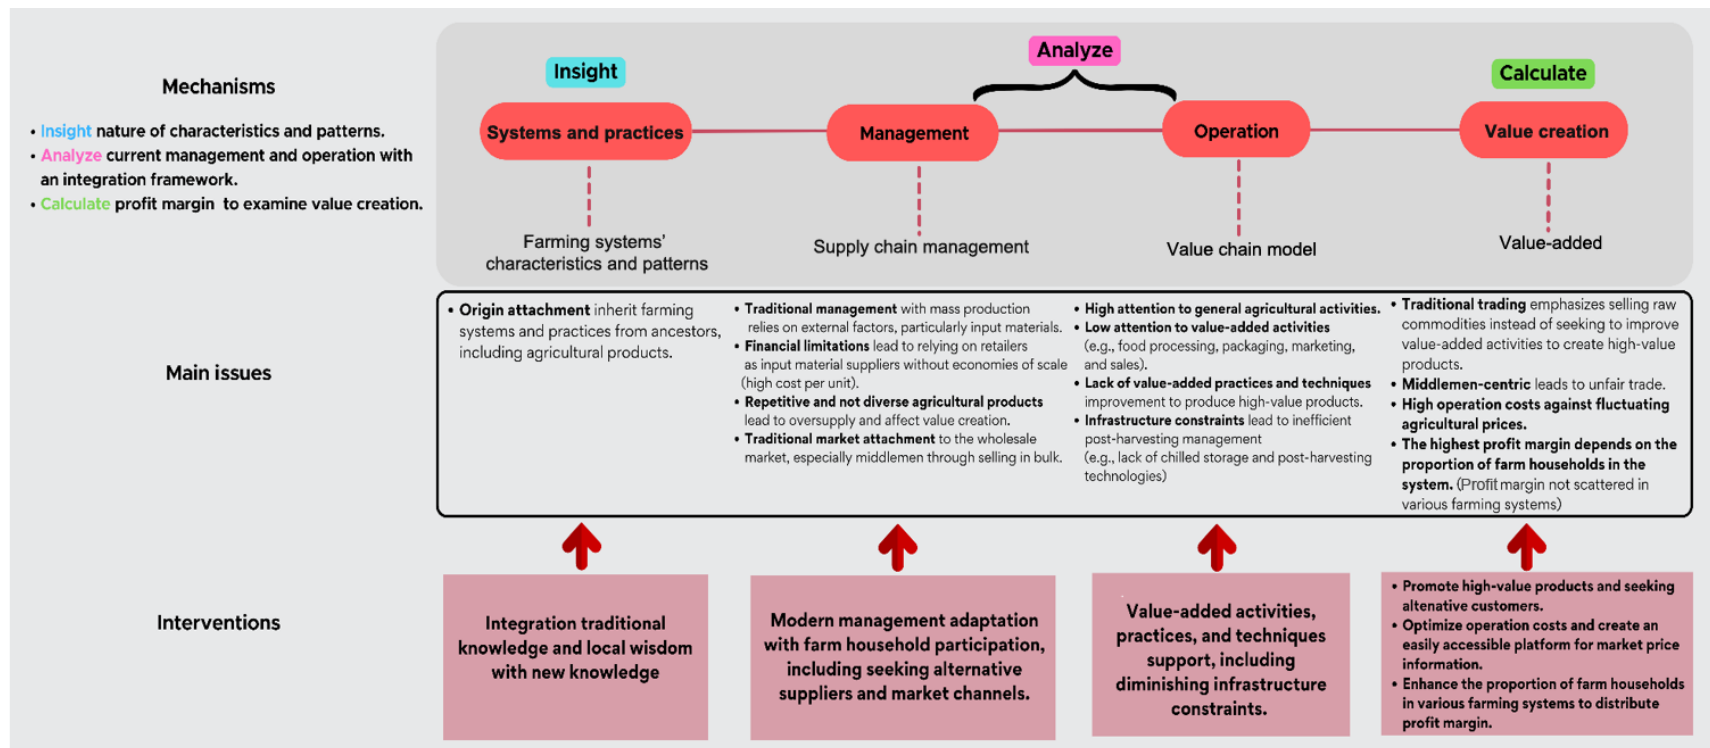 Mechanisms
• Insight nature of characteristics and patterns.
• Analyze current management and operation with
an integration framework.
• Calculate profit margin to examine value creation.
Insight
Analyze
Calculate
Systems and practices
Management
Operation
Value creation
Farming systems'
characteristics and patterns
Supply chain management
Value chain model
Value-added
Main issues
• Origin attachment inherit farming
systems and practices from ancestors,
including agricultural products.
• Traditional management with mass production
relies on external factors, particularly input materials.
• Financial limitations lead to relying on retailers
as input material suppliers without economies of scale
(high cost per unit).
• Repetitive and not diverse agricultural products
lead to oversupply and affect value creation.
• Traditional market attachment to the wholesale
market, especially middlemen through selling in bulk.
• High attention to general agricultural activities.
• Low attention to value-added activities
(e.g., food processing, packaging, marketing,
and sales).
• Lack of value-added practices and techniques
improvement to produce high-value products.
• Infrastructure constraints lead to inefficient
post-harvesting management
(e.g., lack of chilled storage and post-harvesting
technologies)
• Traditional trading emphasizes selling raw
commodities instead of seeking to improve
value-added activities to create high-value
products.
• Middlemen-centric leads to unfair trade.
• High operation costs against fluctuating
agricultural prices.
• The highest profit margin depends on the
proportion of farm households in the
system. (Profit margin not scattered in
various farming systems)
Interventions
Integration traditional
knowledge and local wisdom
with new knowledge
Modern management adaptation
with farm household participation,
including seeking alternative
suppliers and market channels.
Value-added activities,
practices, and techniques
support, including
diminishing infrastructure
constraints.
• Promote high-value products and seeking
altenative customers.
• Optimize operation costs and create an
easily accessible platform for market price
information.
• Enhance the proportion of farm households
in various farming systems to distribute
profit margin.